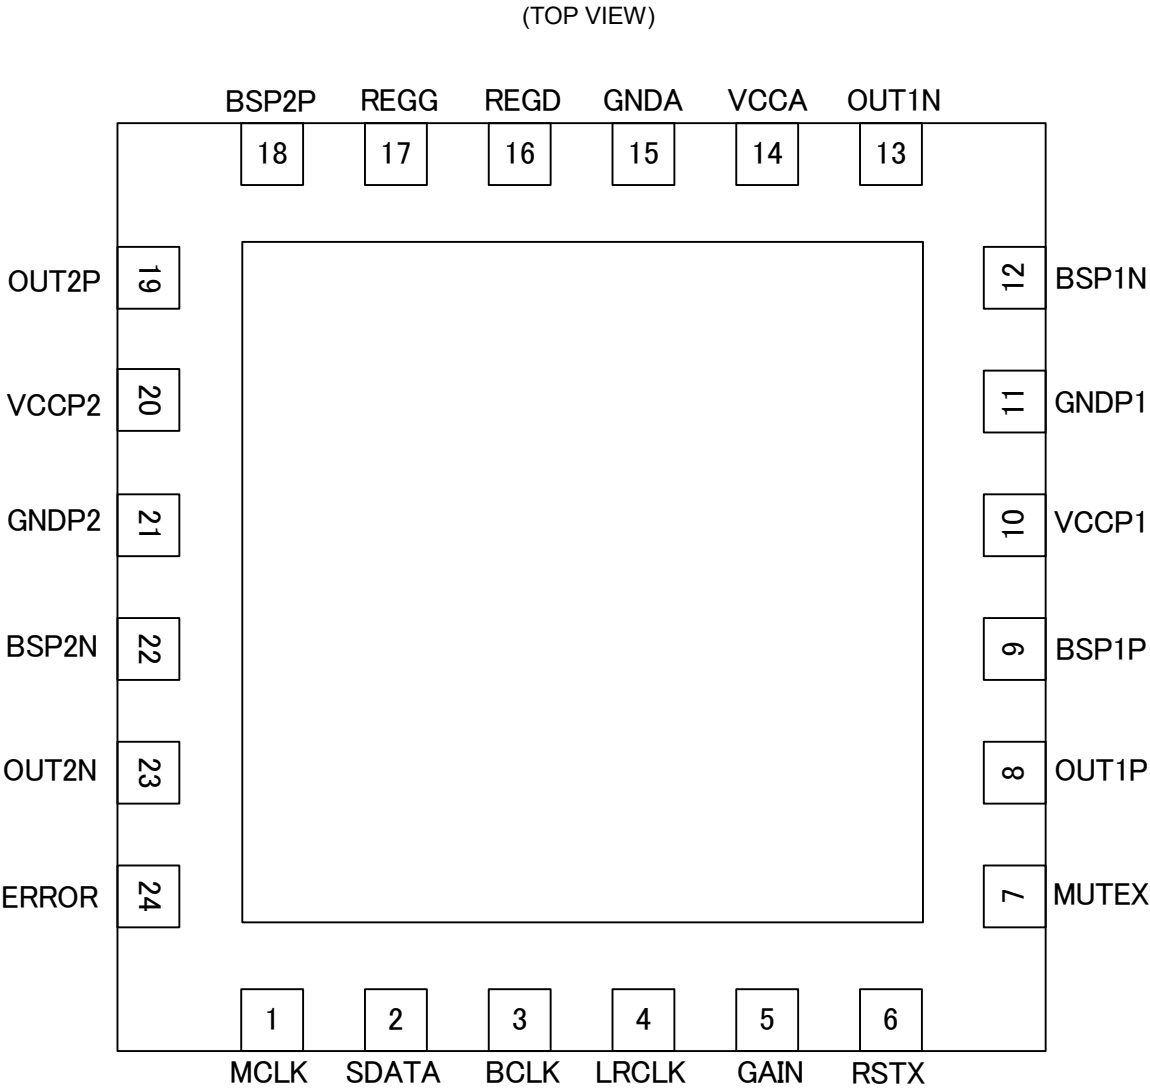 (TOP VIEW)
BSP2P REGG REGD GNDA VCCA OUT1N
18 17 16 15 14 13
OUT2P 19 12 BSP1N
VCCP2 20 11 GNDP1
GNDP2 21 10 VCCP1
BSP2N 22 9 BSP1P
OUT2N 23 8 OUT1P
ERROR 24 7 MUTEX
1 2 3 4 5 6
MCLK SDATA BCLK LRCLK GAIN RSTX